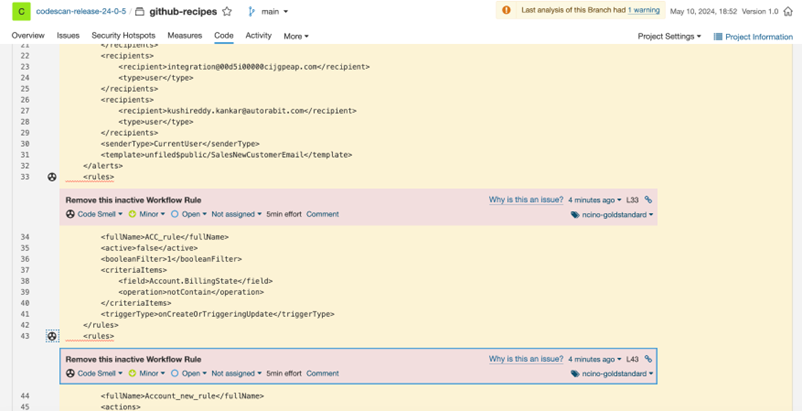 C codescan-release-24-0-5 / github-recipes main Last analysis of this Branch had 1 warning May 10, 2024, 18:52 Version 1.0
Overview Issues Security Hotspots Measures Code Activity More Project Settings Project Information
21 </recipients>
22 <recipients>
23 <recipient>integration@00d5i00000cijgpeap.com</recipient>
24 <type>user</type>
25 </recipients>
26 <recipients>
27 <recipient>kushireddy.kankar@autorabit.com</recipient>
28 <type>user</type>
29 </recipients>
30 <senderType>CurrentUser</senderType>
31 <template>unfiled$public/SalesNewCustomerEmail</template>
32 </alerts>
33 <rules>
Remove this inactive Workflow Rule Why is this an issue? 4 minutes ago L33
Code Smell Minor Open Not assigned 5min effort Comment ncino-goldstandard
34 <fullName>ACC_rule</fullName>
35 <active>false</active>
36 <booleanFilter>1</booleanFilter>
37 <criteriaItems>
38 <field>Account.BillingState</field>
39 <operation>notContain</operation>
40 </criteriaItems>
41 <triggerType>onCreateOrTriggeringUpdate</triggerType>
42 </rules>
43 <rules>
Remove this inactive Workflow Rule Why is this an issue? 4 minutes ago L43
Code Smell Minor Open Not assigned 5min effort Comment ncino-goldstandard
44 <fullName>Account_new_rule</fullName>
45 <actions>